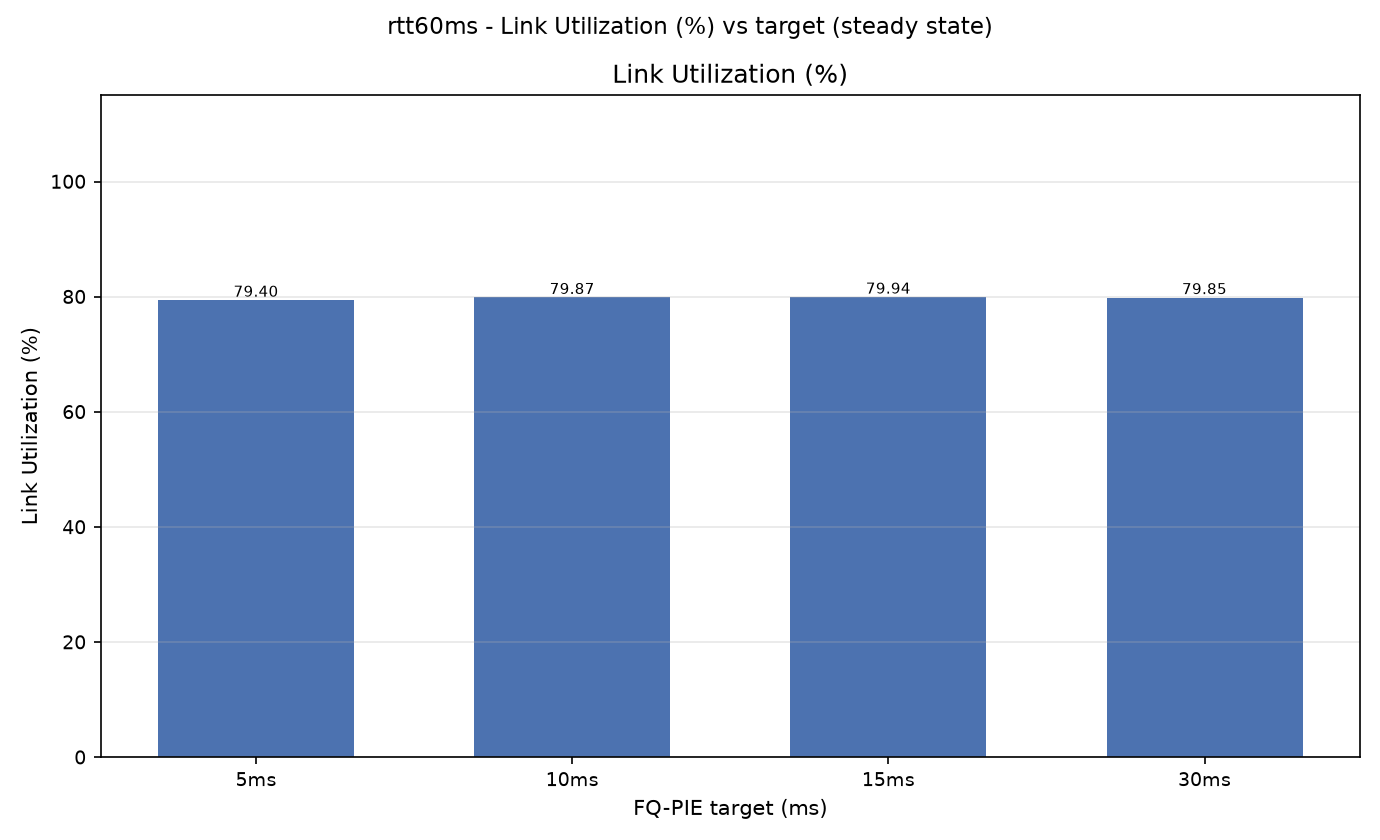 rtt60ms - Link Utilization (%) vs target (steady state)
Link Utilization (%)
Link Utilization (%)
100
80
60
40
20
0
79.40
79.87
79.94
79.85
5ms
10ms
15ms
30ms
FQ-PIE target (ms)